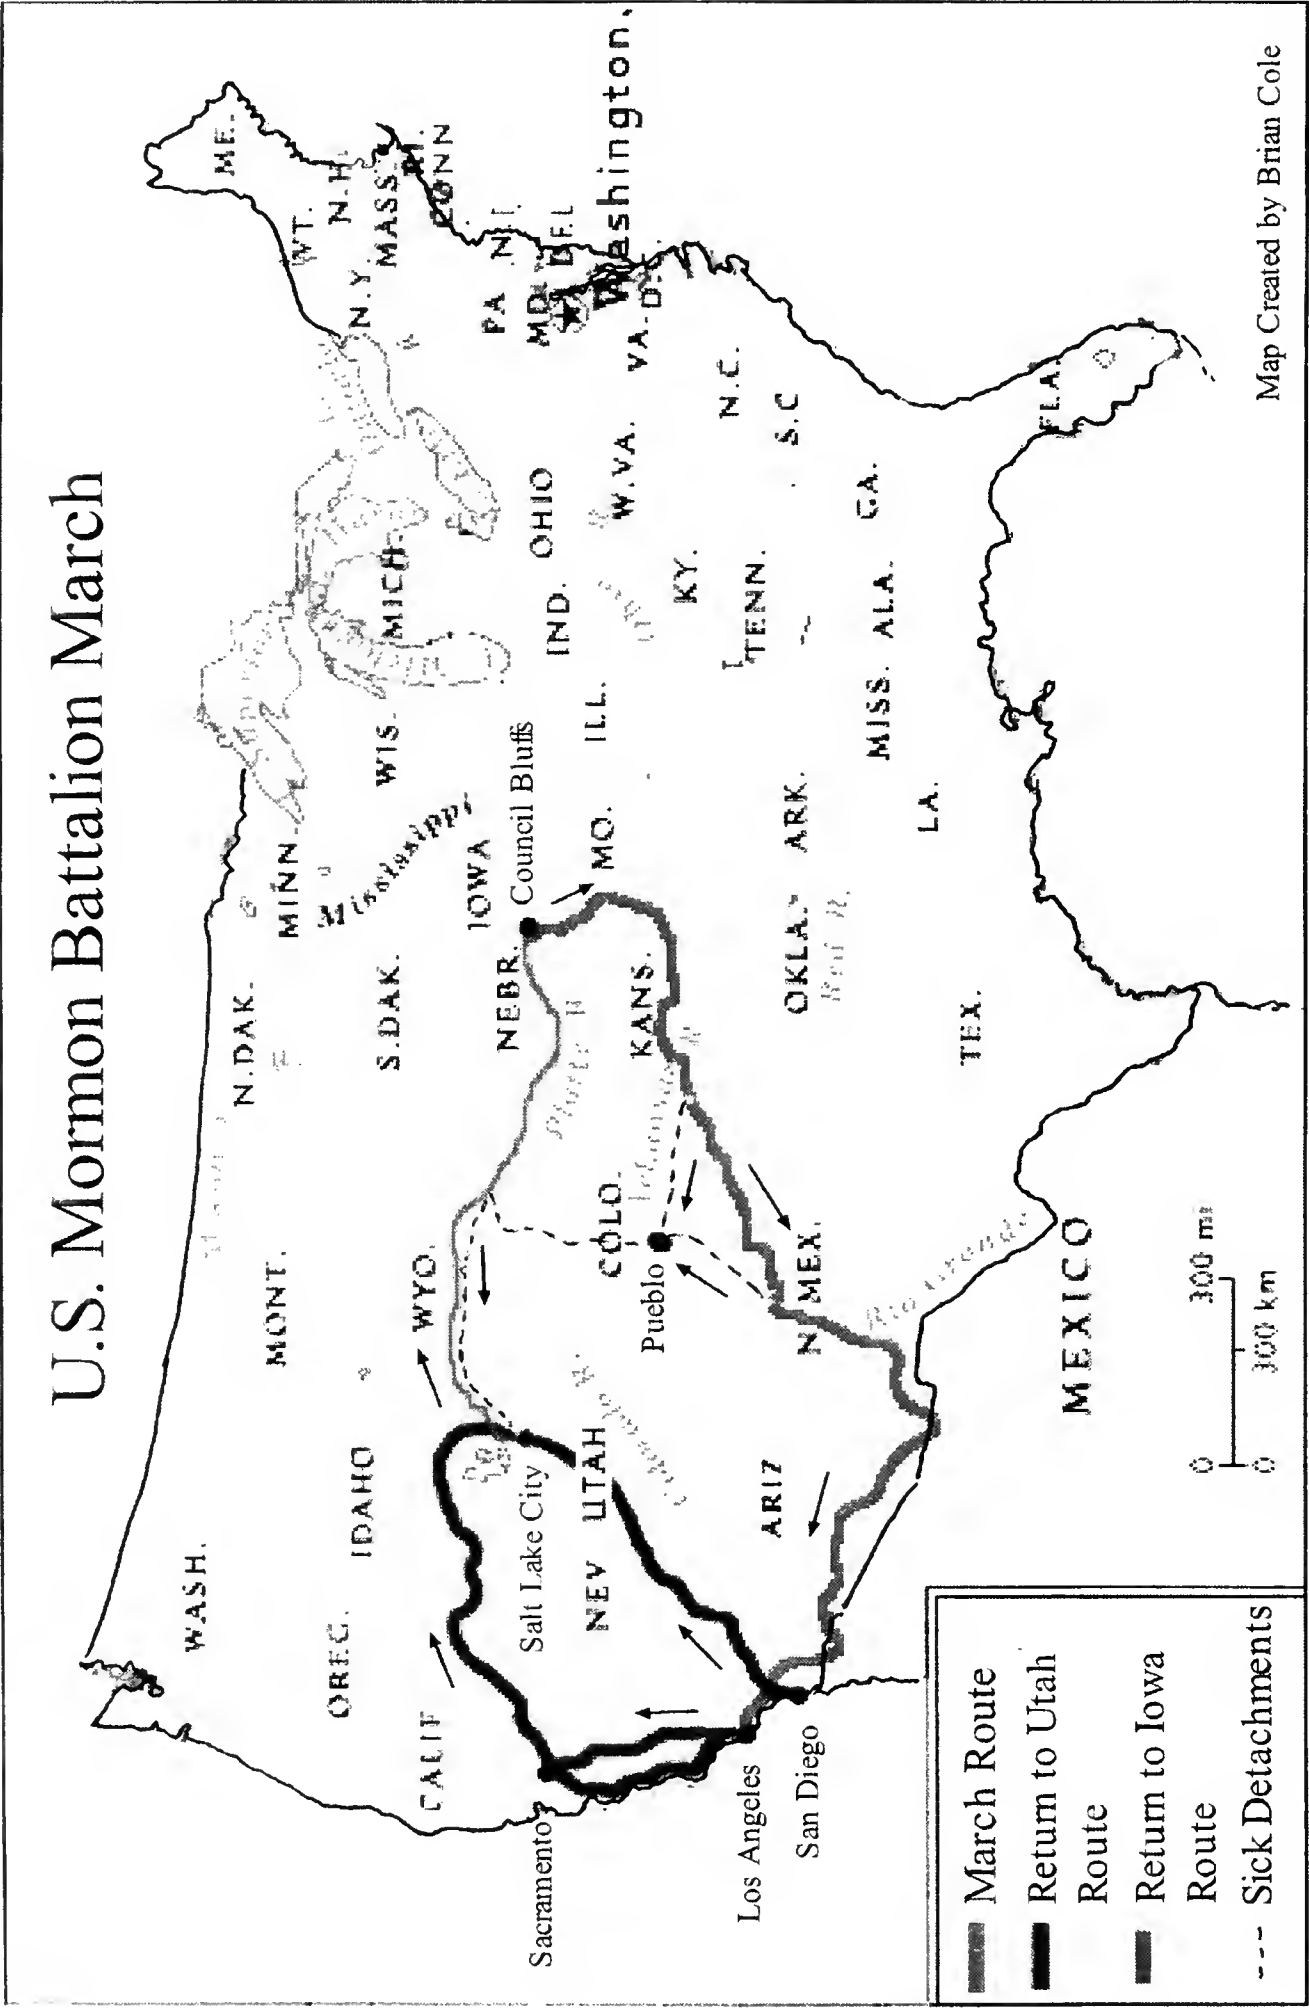 U.S. Mormon Battalion March
WASH.
MONT.
N.DAK.
MINN.
ME.
VT.
N.H.
N.Y.
MASS.
R.I.
CONN
OREG.
IDAHO
WYO.
S.DAK.
WIS.
MICH.
Mississippi
CALIF
NEBR.
IOWA
Council Bluffs
PA
N.J.
MD.
DEL
Washington,
D.C.
Sacramento
Salt Lake City
NEV
UTAH
Platte R
ILL.
IND.
OHIO
W.VA.
VA.
COLO.
Pueblo
KANS.
MO.
KY.
N.C.
TENN.
S.C
Los Angeles
San Diego
ARIZ
N MEX.
OKLA.
ARK.
Red R.
MISS.
ALA.
GA.
LA.
TEX.
FLA.
Rio Grande
MEXICO
0 300 mi
0 300 km
March Route
Return to Utah
Route
Return to Iowa
Route
Sick Detachments
Map Created by Brian Cole